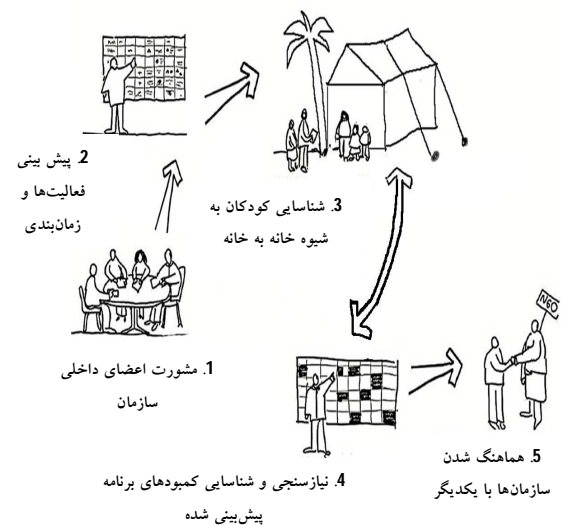 1. مشورت اعضای داخلی
سازمان
2. پیش بینی
فعالیت‌ها و
زمان‌بندی
3. شناسایی کودکان به
شیوه خانه به خانه
4. نیازسنجی و شناسایی کمبودهای برنامه
پیش‌بینی شده
NGO
5. هماهنگ شدن
سازمان‌ها با یکدیگر